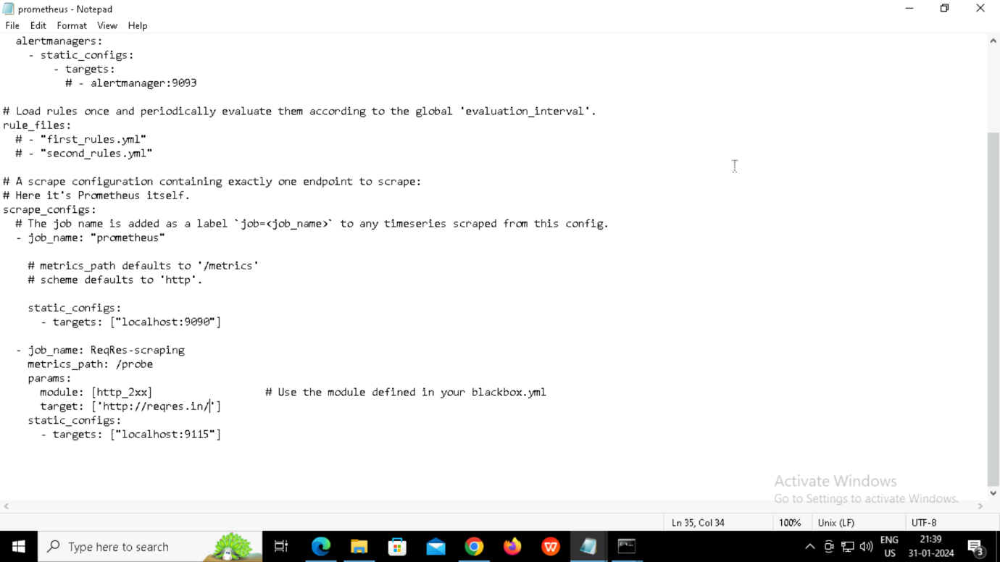 prometheus - Notepad
File Edit Format View Help
alertmanagers:
- static_configs:
- targets:
# - alertmanager:9093
# Load rules once and periodically evaluate them according to the global 'evaluation_interval'.
rule_files:
# - "first_rules.yml"
# - "second_rules.yml"
# A scrape configuration containing exactly one endpoint to scrape:
# Here it's Prometheus itself.
scrape_configs:
# The job name is added as a label `job=<job_name>` to any timeseries scraped from this config.
- job_name: "prometheus"
# metrics_path defaults to '/metrics'
# scheme defaults to 'http'.
static_configs:
- targets: ["localhost:9090"]
- job_name: ReqRes-scraping
metrics_path: /probe
params:
module: [http_2xx] # Use the module defined in your blackbox.yml
target: ['http://reqres.in/']
static_configs:
- targets: ["localhost:9115"]
Activate Windows
Go to Settings to activate Windows.
Ln 35, Col 34 100% Unix (LF) UTF-8
Type here to search
ENG
US
21:39
31-01-2024
3